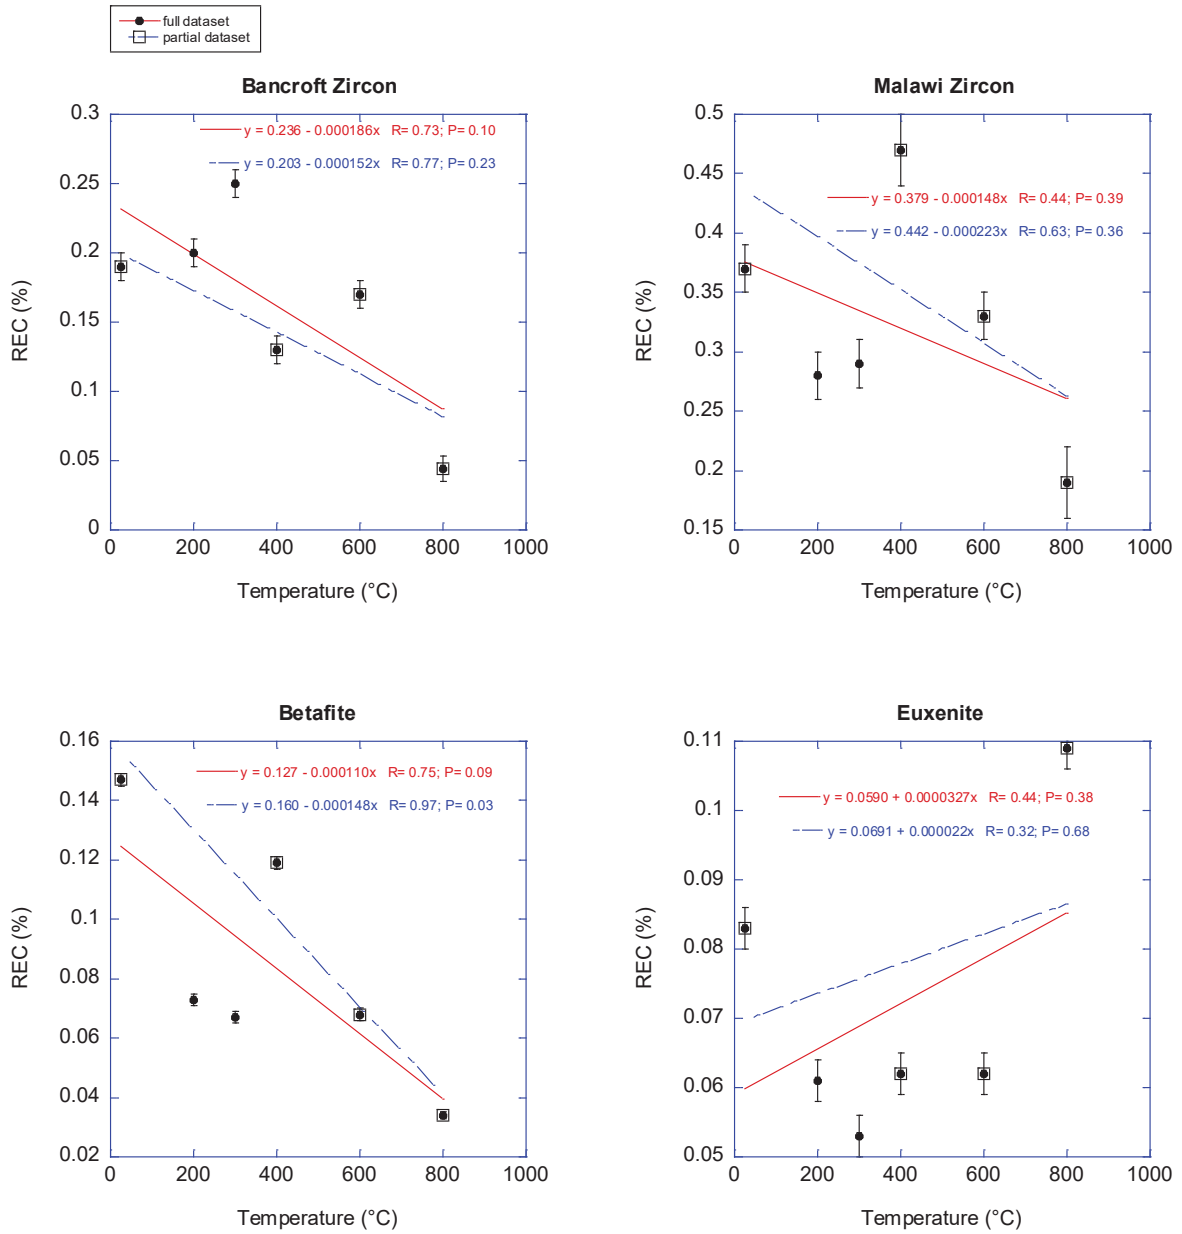 full dataset
partial dataset
Bancroft Zircon
y = 0.236 - 0.000186x R= 0.73; P= 0.10
y = 0.203 - 0.000152x R= 0.77; P= 0.23
0.3
0.25
0.2
0.15
0.1
0.05
0
REC (%)
0 200 400 600 800 1000
Temperature (°C)
Malawi Zircon
y = 0.379 - 0.000148x R= 0.44; P= 0.39
y = 0.442 - 0.000223x R= 0.63; P= 0.36
0.5
0.45
0.4
0.35
0.3
0.25
0.2
0.15
REC (%)
0 200 400 600 800 1000
Temperature (°C)
Betafite
y = 0.127 - 0.000110x R= 0.75; P= 0.09
y = 0.160 - 0.000148x R= 0.97; P= 0.03
0.16
0.14
0.12
0.1
0.08
0.06
0.04
0.02
REC (%)
0 200 400 600 800 1000
Temperature (°C)
Euxenite
y = 0.0590 + 0.0000327x R= 0.44; P= 0.38
y = 0.0691 + 0.000022x R= 0.32; P= 0.68
0.11
0.1
0.09
0.08
0.07
0.06
0.05
REC (%)
0 200 400 600 800 1000
Temperature (°C)